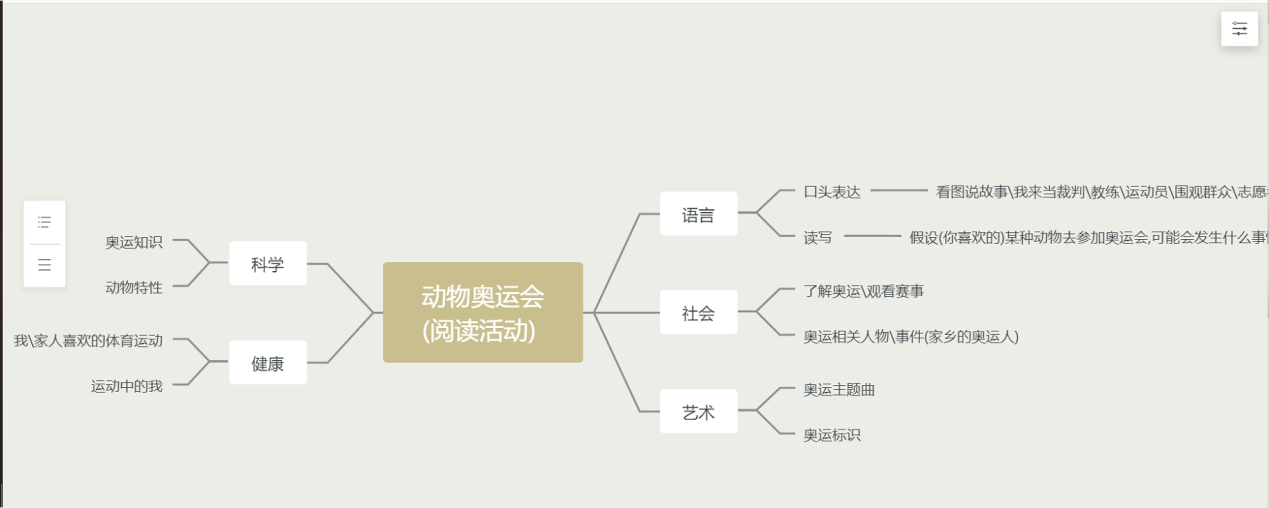 动物奥运会
(阅读活动)
科学
奥运知识
动物特性
健康
我\家人喜欢的体育运动
运动中的我
语言
口头表达
看图说故事\我来当裁判\教练\运动员\围观群众\志愿
读写
假设(你喜欢的)某种动物去参加奥运会,可能会发生什么事
社会
了解奥运\观看赛事
奥运相关人物\事件(家乡的奥运人)
艺术
奥运主题曲
奥运标识